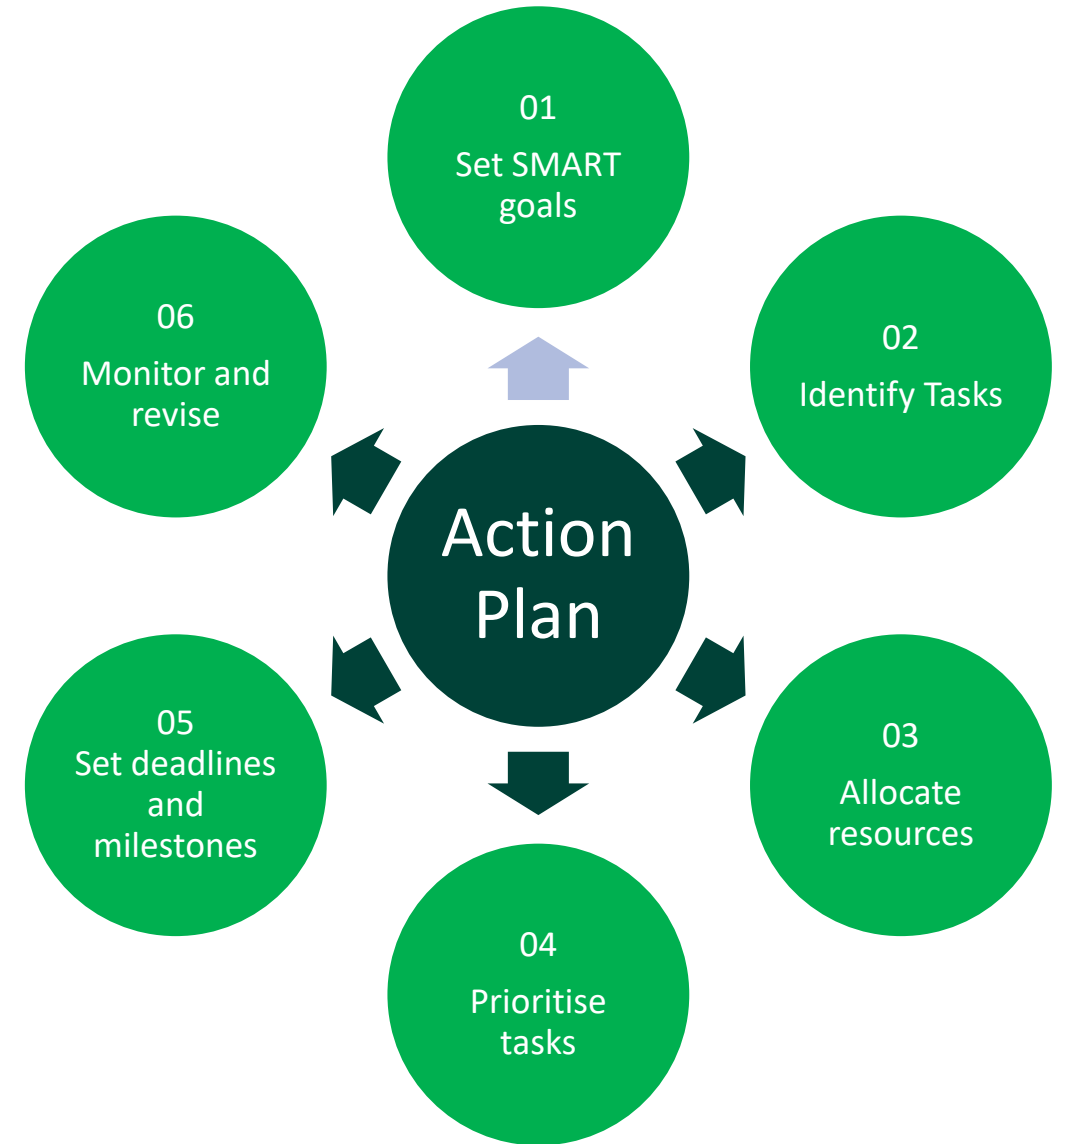 01
Set SMART
goals
02
Identify Tasks
03
Allocate
resources
04
Prioritise
tasks
05
Set deadlines
and
milestones
06
Monitor and
revise
Action
Plan